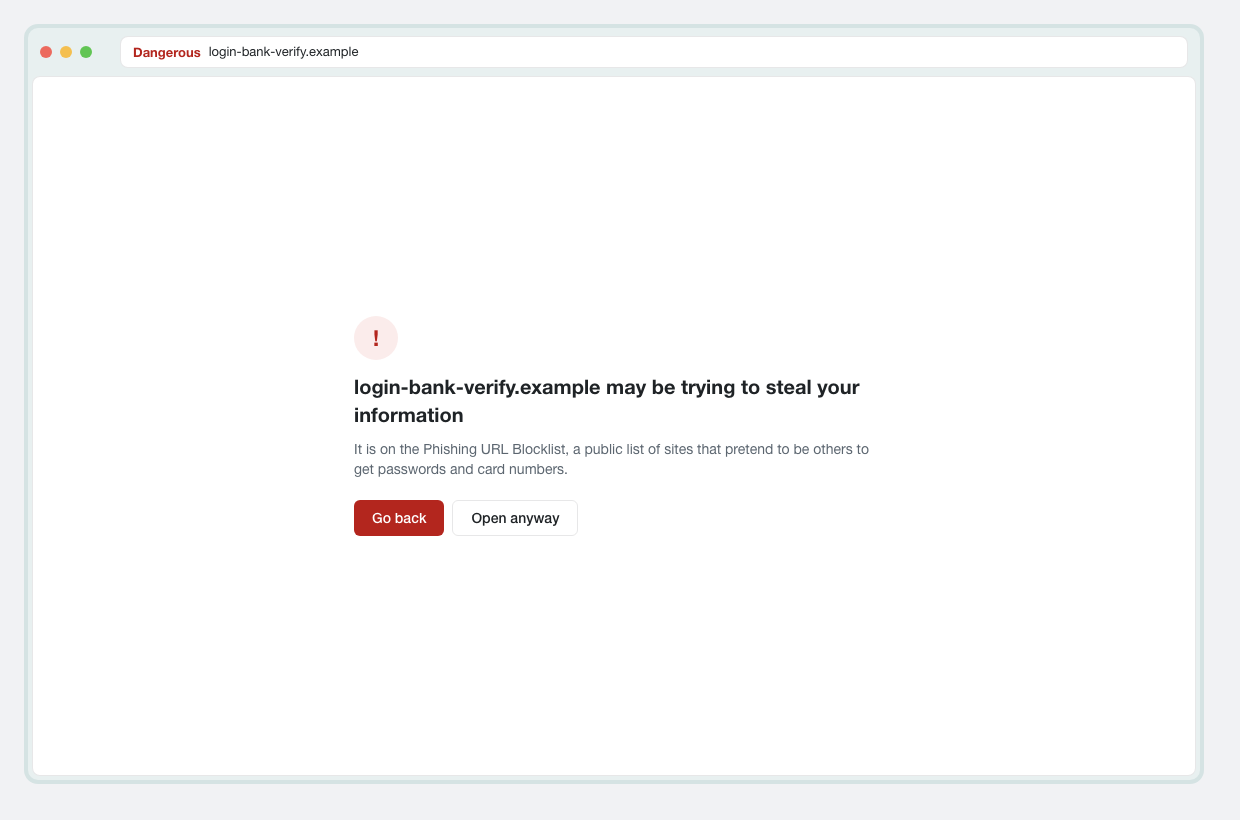 Dangerous login-bank-verify.example
!
login-bank-verify.example may be trying to steal your
information
It is on the Phishing URL Blocklist, a public list of sites that pretend to be others to
get passwords and card numbers.
Go back Open anyway